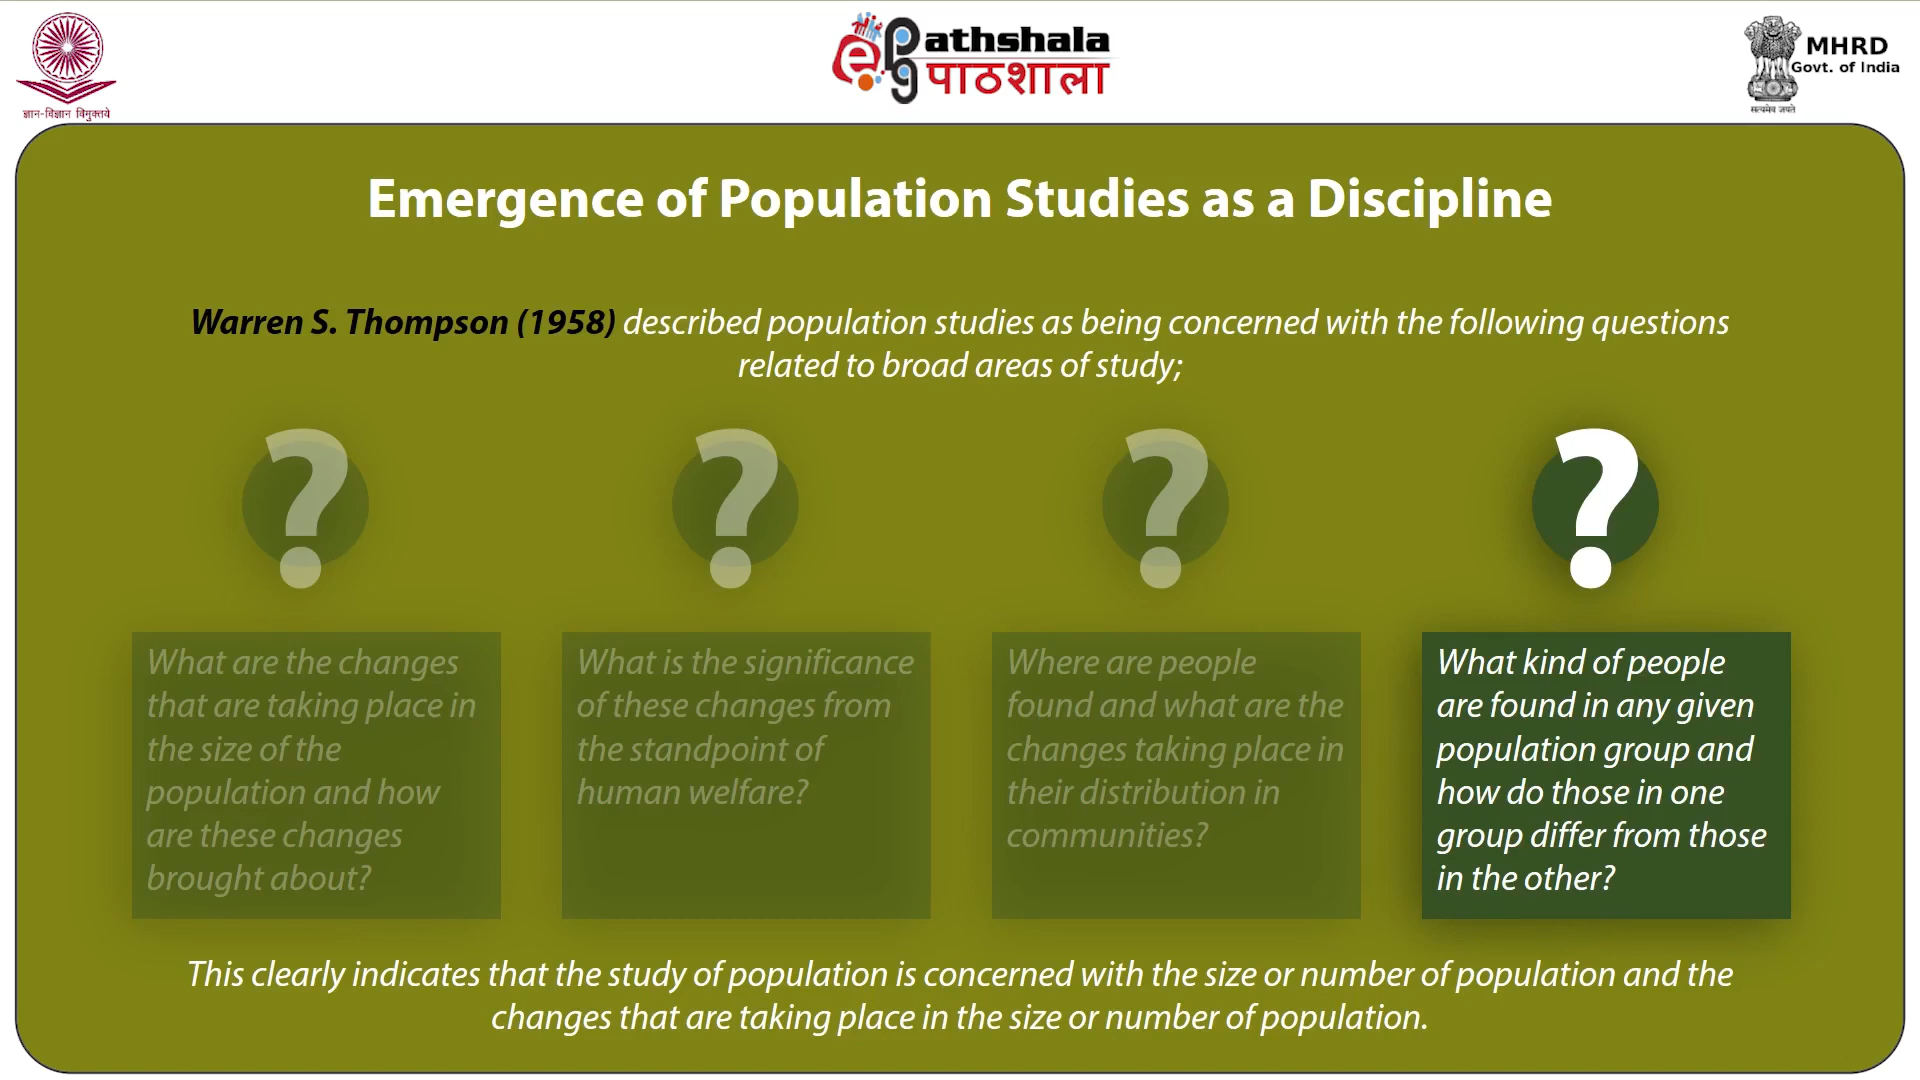 ज्ञान-विज्ञान विमुक्तये
e
pg
athshala
पाठशाला
MHRD
Govt. of India
सत्यमेव जयते
Emergence of Population Studies as a Discipline
Warren S. Thompson (1958) described population studies as being concerned with the following questions
related to broad areas of study;
?
?
?
?
What are the changes
that are taking place in
the size of the
population and how
are these changes
brought about?
What is the significance
of these changes from
the standpoint of
human welfare?
Where are people
found and what are the
changes taking place in
their distribution in
communities?
What kind of people
are found in any given
population group and
how do those in one
group differ from those
in the other?
This clearly indicates that the study of population is concerned with the size or number of population and the
changes that are taking place in the size or number of population.